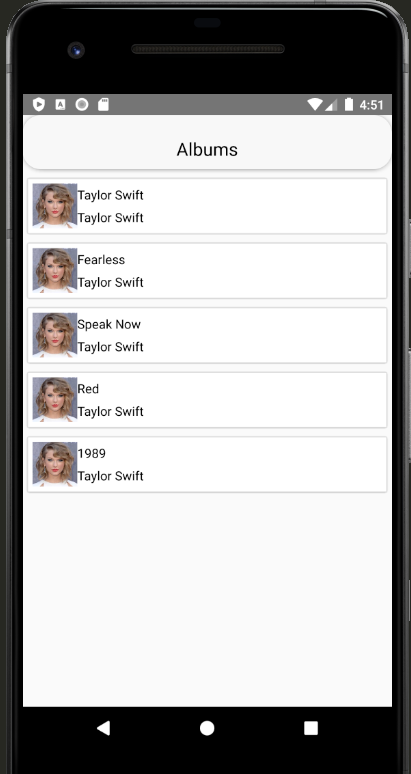 4:51
Albums
Taylor Swift
Taylor Swift
Fearless
Taylor Swift
Speak Now
Taylor Swift
Red
Taylor Swift
1989
Taylor Swift